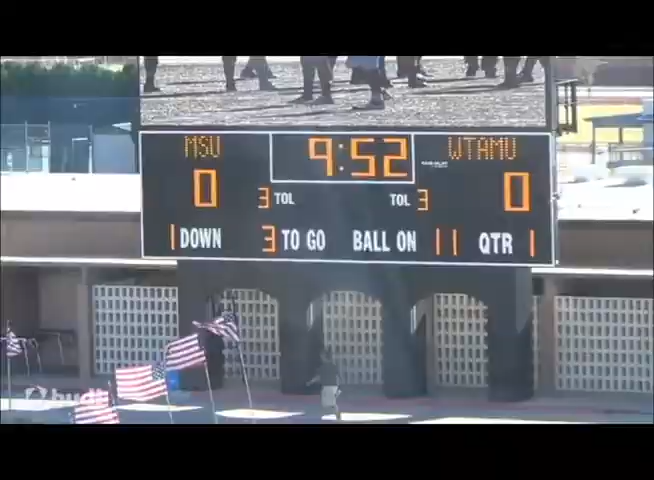 MSU 9:52 WTAMU
0 3 TOL TOL 3 0
1 DOWN 3 TO GO BALL ON 11 QTR 1
hudl